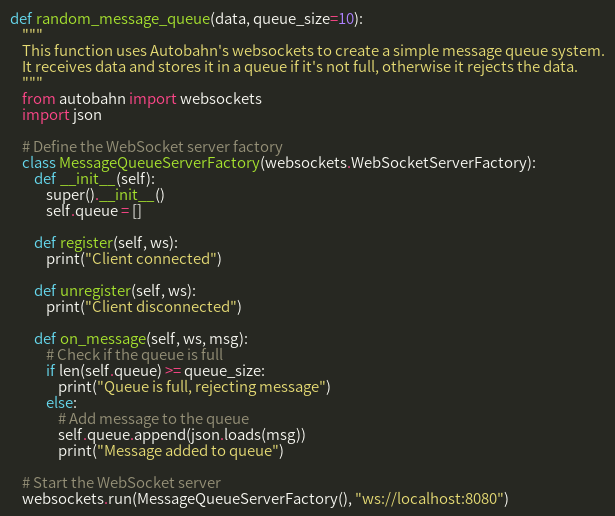 def random_message_queue(data, queue_size=10):
    """
    This function uses Autobahn's websockets to create a simple message queue system.
    It receives data and stores it in a queue if it's not full, otherwise it rejects the data.
    """
    from autobahn import websockets
    import json

    # Define the WebSocket server factory
    class MessageQueueServerFactory(websockets.WebSocketServerFactory):
        def __init__(self):
            super().__init__()
            self.queue = []

        def register(self, ws):
            print("Client connected")

        def unregister(self, ws):
            print("Client disconnected")

        def on_message(self, ws, msg):
            # Check if the queue is full
            if len(self.queue) >= queue_size:
                print("Queue is full, rejecting message")
            else:
                # Add message to the queue
                self.queue.append(json.loads(msg))
                print("Message added to queue")

    # Start the WebSocket server
    websockets.run(MessageQueueServerFactory(), "ws://localhost:8080")